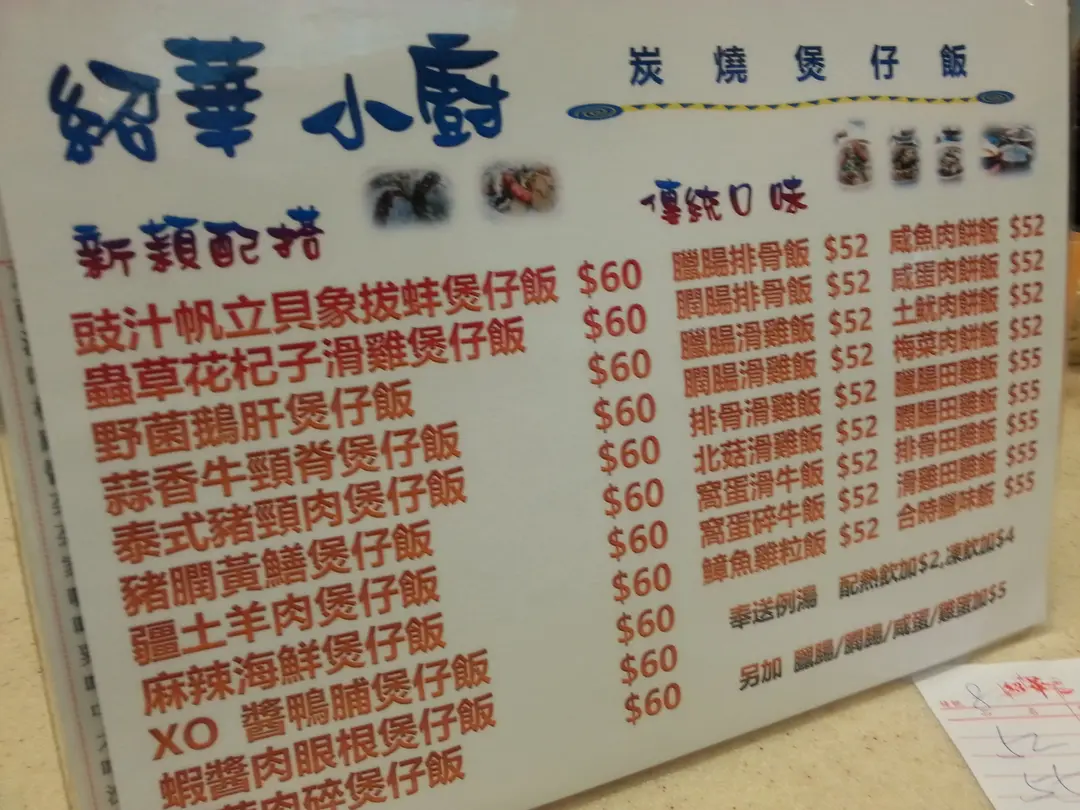 紹華小廚
炭燒煲仔飯
新穎配搭
豉汁帆立貝象拔蚌煲仔飯 $60
蟲草花杞子滑雞煲仔飯 $60
野菌鵝肝煲仔飯 $60
蒜香牛頸脊煲仔飯 $60
泰式豬頸肉煲仔飯 $60
豬膶黃鱔煲仔飯 $60
疆土羊肉煲仔飯 $60
麻辣海鮮煲仔飯 $60
XO 醬鴨脯煲仔飯 $60
蝦醬肉眼根煲仔飯 $60
肉碎煲仔飯 $60
傳統口味
臘腸排骨飯 $52
膶腸排骨飯 $52
臘腸滑雞飯 $52
膶腸滑雞飯 $52
排骨滑雞飯 $52
北菇滑雞飯 $52
窩蛋滑牛飯 $52
窩蛋碎牛飯 $52
鱆魚雞粒飯 $52
咸魚肉餅飯 $52
咸蛋肉餅飯 $52
土魷肉餅飯 $52
梅菜肉餅飯 $52
臘腸田雞飯 $55
膶腸田雞飯 $55
排骨田雞飯 $55
滑雞田雞飯 $55
合時臘味飯 $55
奉送例湯 配熱飲加$2,凍飲加$4
另加 臘腸/膶腸/咸蛋/雞蛋加$5
8
52
55